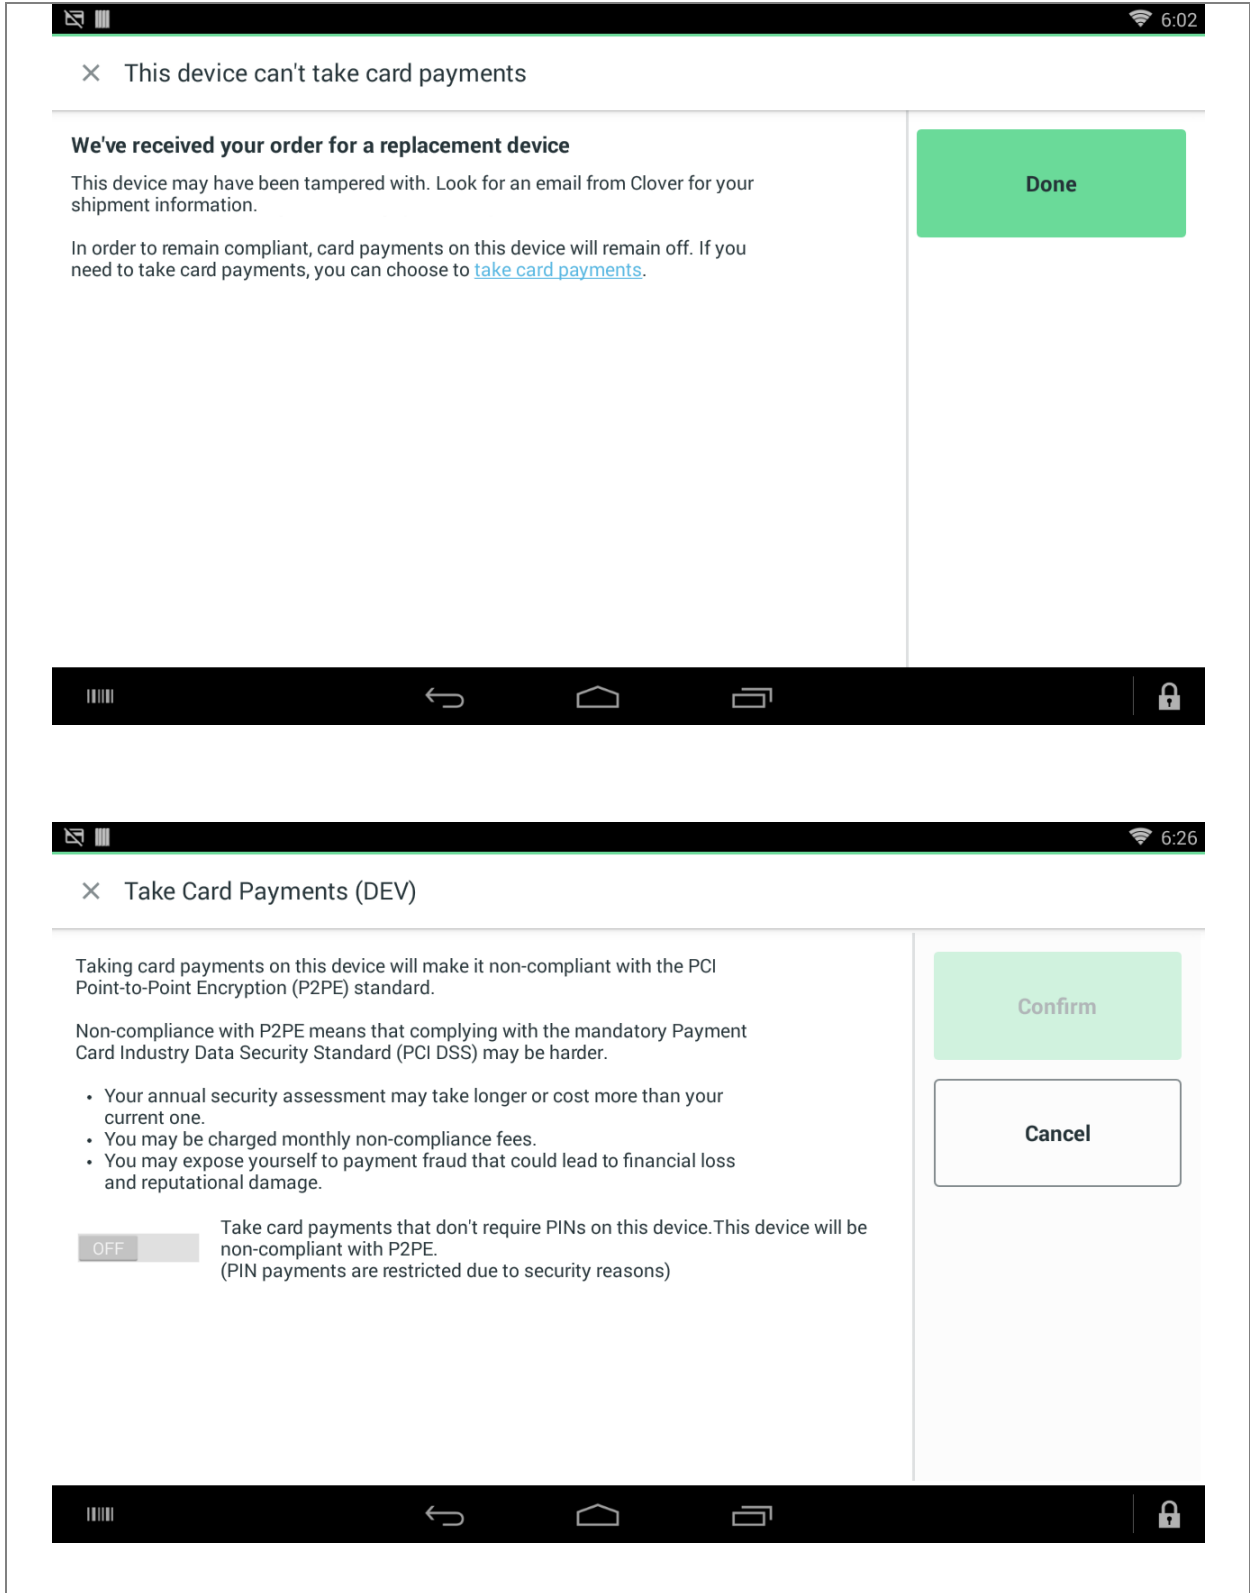 6:02
This device can't take card payments
We've received your order for a replacement device
This device may have been tampered with. Look for an email from Clover for your
shipment information.
In order to remain compliant, card payments on this device will remain off. If you
need to take card payments, you can choose to take card payments.
Done
6:26
Take Card Payments (DEV)
Taking card payments on this device will make it non-compliant with the PCI
Point-to-Point Encryption (P2PE) standard.
Non-compliance with P2PE means that complying with the mandatory Payment
Card Industry Data Security Standard (PCI DSS) may be harder.
• Your annual security assessment may take longer or cost more than your
current one.
• You may be charged monthly non-compliance fees.
• You may expose yourself to payment fraud that could lead to financial loss
and reputational damage.
OFF
Take card payments that don't require PINs on this device.This device will be
non-compliant with P2PE.
(PIN payments are restricted due to security reasons)
Confirm
Cancel